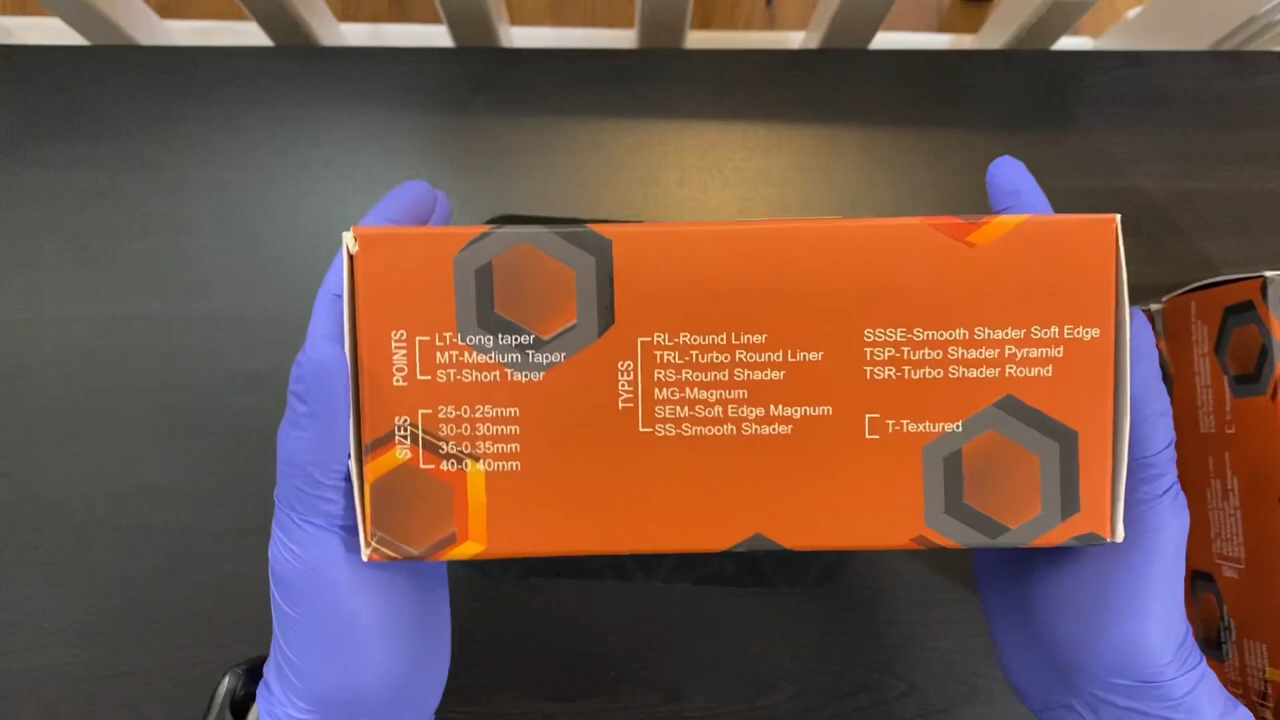 POINTS
LT-Long taper
MT-Medium Taper
ST-Short Taper
SIZES
25-0.25mm
30-0.30mm
35-0.35mm
40-0.40mm
TYPES
RL-Round Liner
TRL-Turbo Round Liner
RS-Round Shader
MG-Magnum
SEM-Soft Edge Magnum
SS-Smooth Shader
SSSE-Smooth Shader Soft Edge
TSP-Turbo Shader Pyramid
TSR-Turbo Shader Round
T-Textured